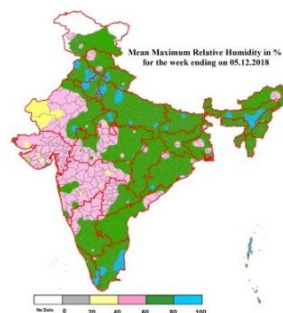 Mean Maximum Relative Humidity in %
for the week ending on 05.12.2018
No Data 0 20 40 60 80 100